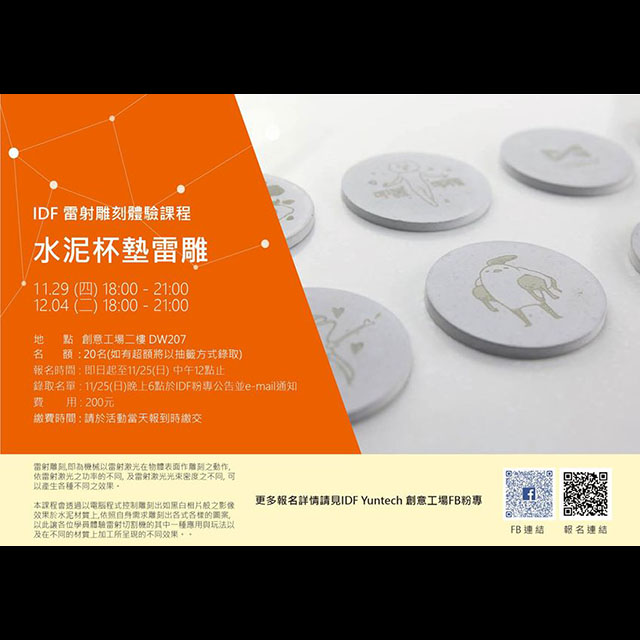 IDF 雷射雕刻體驗課程
水泥杯墊雷雕
11.29 (四) 18:00 - 21:00
12.04 (二) 18:00 - 21:00
地 點 創意工場二樓 DW207
名 額 : 20名(如有超額將以抽籤方式錄取)
報名時間 : 即日起至11/25(日) 中午12點止
錄取名單 : 11/25(日)晚上6點於IDF粉專公告並e-mail通知
費 用 : 200元
繳費時間 : 請於活動當天報到時繳交
雷射雕刻,即為機械以雷射激光在物體表面作雕刻之動作,
依雷射激光之功率的不同, 及雷射激光光束密度之不同, 可
以產生各種不同之效果。
本課程會透過以電腦程式控制雕刻出如黑白相片般之影像
效果於水泥材質上,依照自身需求雕刻出各式各樣的圖案,
以此讓各位學員體驗雷射切割機的其中一種應用與玩法以
及在不同的材質上加工所呈現的不同效果。。
更多報名詳情請見IDF Yuntech 創意工場FB粉專
FB 連結
報名連結